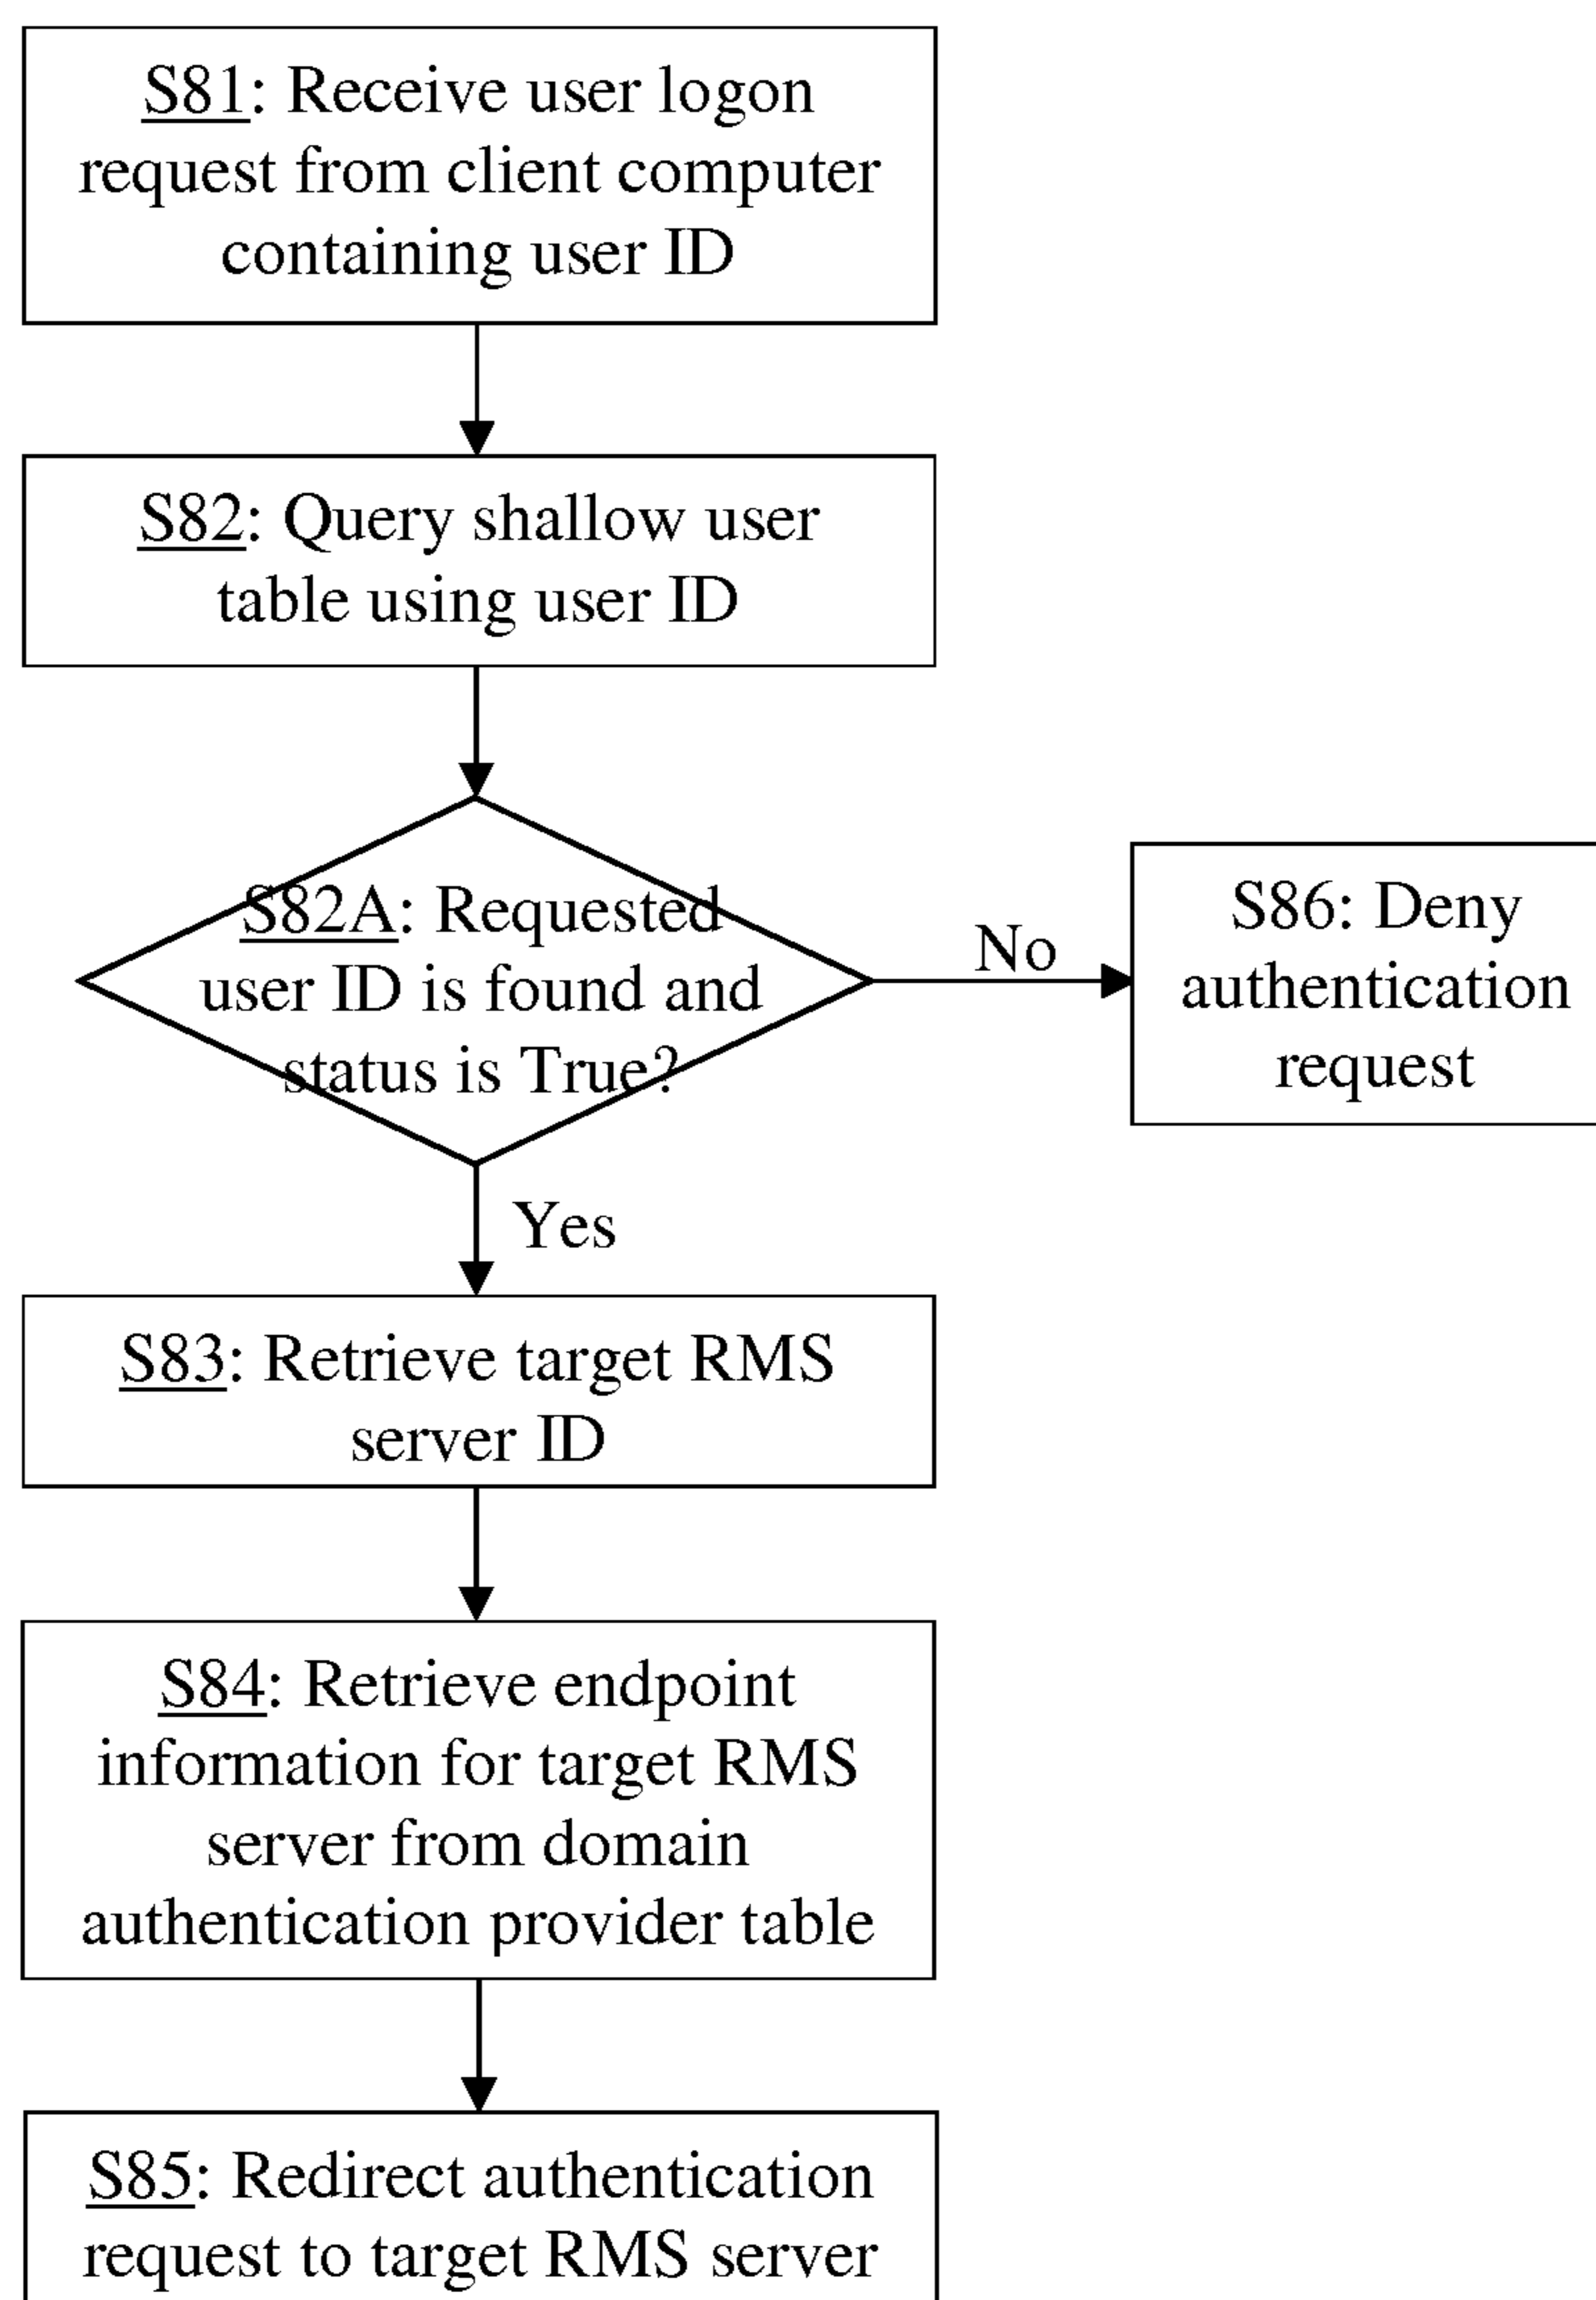 S81: Receive user logon
request from client computer
containing user ID
S82: Query shallow user
table using user ID
S82A: Requested
user ID is found and
status is True?
No
S86: Deny
authentication
request
Yes
S83: Retrieve target RMS
server ID
S84: Retrieve endpoint
information for target RMS
server from domain
authentication provider table
S85: Redirect authentication
request to target RMS server